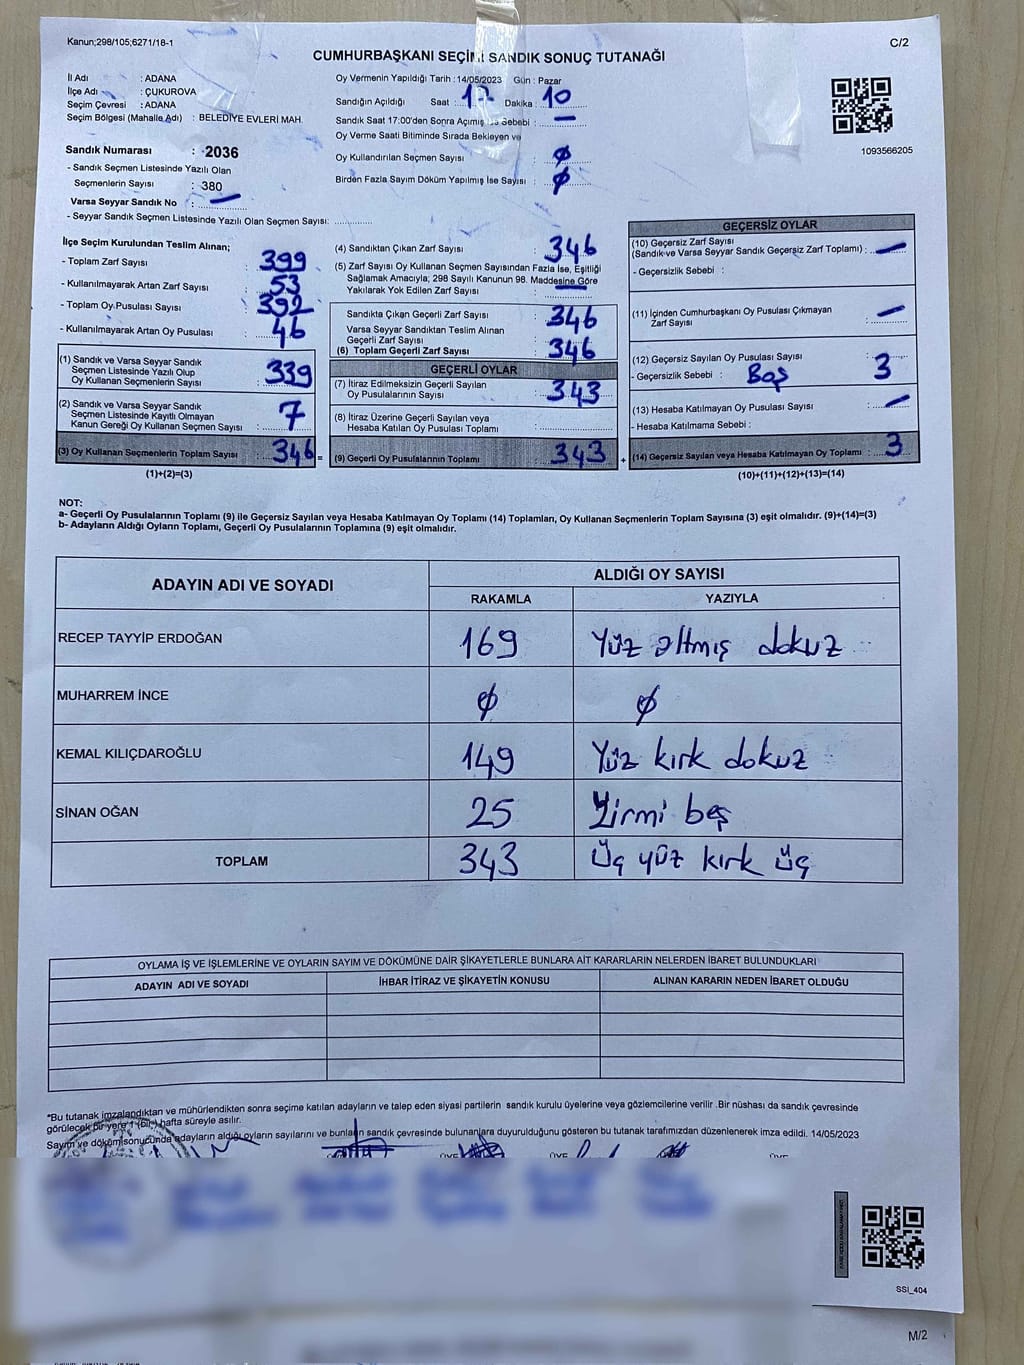 Kanun;298/105;6271/18-1
C/2
CUMHURBAŞKANI SEÇİMİ SANDIK SONUÇ TUTANAĞI
İl Adı : ADANA
İlçe Adı : ÇUKUROVA
Seçim Çevresi : ADANA
Seçim Bölgesi (Mahalle Adı) : BELEDİYE EVLERİ MAH.
Oy Vermenin Yapıldığı Tarih : 14/05/2023 Gün : Pazar
Sandığın Açıldığı Saat : 17 Dakika : 10
Sandık Saat 17:00'den Sonra Açılmış İse Sebebi : —
Oy Verme Saati Bitiminde Sırada Bekleyen ve
Oy Kullandırılan Seçmen Sayısı : ø
Birden Fazla Sayım Döküm Yapılmış İse Sayısı : ø
1093566205
Sandık Numarası : 2036
- Sandık Seçmen Listesinde Yazılı Olan
Seçmenlerin Sayısı : 380
Varsa Seyyar Sandık No : —
- Seyyar Sandık Seçmen Listesinde Yazılı Olan Seçmen Sayısı: ............
İlçe Seçim Kurulundan Teslim Alınan;
- Toplam Zarf Sayısı : 399
- Kullanılmayarak Artan Zarf Sayısı : 53
- Toplam Oy Pusulası Sayısı : 392
- Kullanılmayarak Artan Oy Pusulası : 46
(1) Sandık ve Varsa Seyyar Sandık
Seçmen Listesinde Yazılı Olup
Oy Kullanan Seçmenlerin Sayısı : 339
(2) Sandık ve Varsa Seyyar Sandık
Seçmen Listesinde Kayıtlı Olmayan
Kanun Gereği Oy Kullanan Seçmen Sayısı : 7
(3) Oy Kullanan Seçmenlerin Toplam Sayısı : 346 =
(1)+(2)=(3)
(4) Sandıktan Çıkan Zarf Sayısı : 346
(5) Zarf Sayısı Oy Kullanan Seçmen Sayısından Fazla İse, Eşitliği
Sağlamak Amacıyla; 298 Sayılı Kanunun 98. Maddesine Göre
Yakılarak Yok Edilen Zarf Sayısı : —
Sandıkta Çıkan Geçerli Zarf Sayısı : 346
Varsa Seyyar Sandıktan Teslim Alınan
Geçerli Zarf Sayısı :
(6) Toplam Geçerli Zarf Sayısı : 346
GEÇERLİ OYLAR
(7) İtiraz Edilmeksizin Geçerli Sayılan
Oy Pusulalarının Sayısı : 343
(8) İtiraz Üzerine Geçerli Sayılan veya
Hesaba Katılan Oy Pusulası Toplamı :
(9) Geçerli Oy Pusulalarının Toplamı : 343 +
GEÇERSİZ OYLAR
(10) Geçersiz Zarf Sayısı
(Sandık ve Varsa Seyyar Sandık Geçersiz Zarf Toplamı) : —
- Geçersizlik Sebebi :
(11) İçinden Cumhurbaşkanı Oy Pusulası Çıkmayan
Zarf Sayısı : —
(12) Geçersiz Sayılan Oy Pusulası Sayısı : 3
- Geçersizlik Sebebi : Boş
(13) Hesaba Katılmayan Oy Pusulası Sayısı : —
- Hesaba Katılmama Sebebi :
(14) Geçersiz Sayılan veya Hesaba Katılmayan Oy Toplamı : 3
(10)+(11)+(12)+(13)=(14)
NOT:
a- Geçerli Oy Pusulalarının Toplamı (9) ile Geçersiz Sayılan veya Hesaba Katılmayan Oy Toplamı (14) Toplamları, Oy Kullanan Seçmenlerin Toplam Sayısına (3) eşit olmalıdır. (9)+(14)=(3)
b- Adayların Aldığı Oyların Toplamı, Geçerli Oy Pusulalarının Toplamına (9) eşit olmalıdır.
ADAYIN ADI VE SOYADI
ALDIĞI OY SAYISI
RAKAMLA YAZIYLA
RECEP TAYYİP ERDOĞAN 169 Yüz altmış dokuz
MUHARREM İNCE ø ø
KEMAL KILIÇDAROĞLU 149 Yüz kırk dokuz
SİNAN OĞAN 25 Yirmi beş
TOPLAM 343 üç yüz kırk üç
OYLAMA İŞ VE İŞLEMLERİNE VE OYLARIN SAYIM VE DÖKÜMÜNE DAİR ŞİKAYETLERLE BUNLARA AİT KARARLARIN NELERDEN İBARET BULUNDUKLARI
ADAYIN ADI VE SOYADI
İHBAR İTİRAZ VE ŞİKAYETİN KONUSU
ALINAN KARARIN NEDEN İBARET OLDUĞU
*Bu tutanak imzalandıktan ve mühürlendikten sonra seçime katılan adayların ve talep eden siyasi partilerin sandık kurulu üyelerine veya gözlemcilerine verilir .Bir nüshası da sandık çevresinde
görülecek bir yere 1 (bir) hafta süreyle asılır.
Sayım ve döküm sonucunda adayların aldığı oyların sayılarını ve bunların sandık çevresinde bulunanlara duyurulduğunu gösteren bu tutanak tarafımızdan düzenlenerek imza edildi. 14/05/2023
SSİ_404
M/2